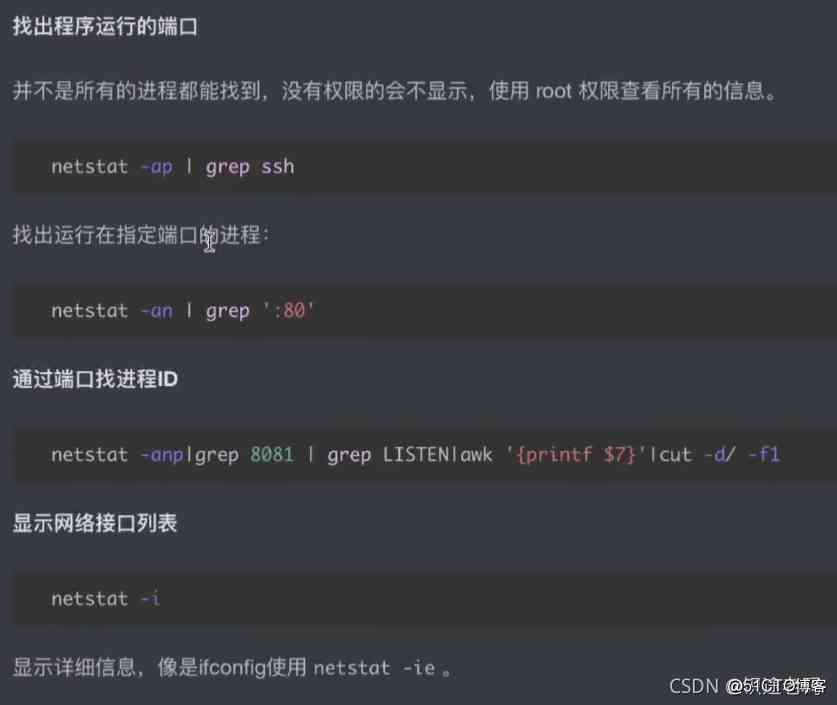 找出程序运行的端口
并不是所有的进程都能找到，没有权限的会不显示，使用 root 权限查看所有的信息。
netstat -ap | grep ssh
找出运行在指定端口的进程：
netstat -an | grep ':80'
通过端口找进程ID
netstat -anp|grep 8081 | grep LISTEN|awk '{printf $7}'|cut -d/ -f1
显示网络接口列表
netstat -i
显示详细信息，像是ifconfig使用 netstat -ie 。
CSDN @51CTO博客